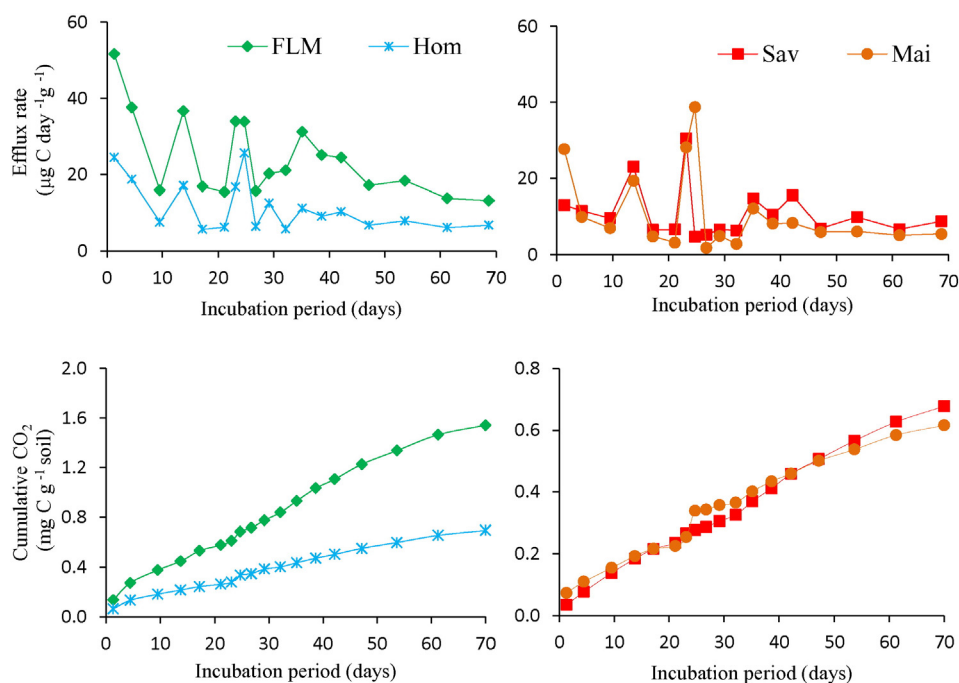 FLM Hom
60
40
20
0
Efflux rate
(µg C day ⁻¹g ⁻¹)
0 10 20 30 40 50 60 70
Incubation period (days)
Sav Mai
60
40
20
0
0 10 20 30 40 50 60 70
Incubation period (days)
2.0
1.6
1.2
0.8
0.4
0.0
Cumulative CO₂
(mg C g ⁻¹ soil)
0 10 20 30 40 50 60 70
Incubation period (days)
0.8
0.6
0.4
0.2
0.0
0 10 20 30 40 50 60 70
Incubation period (days)